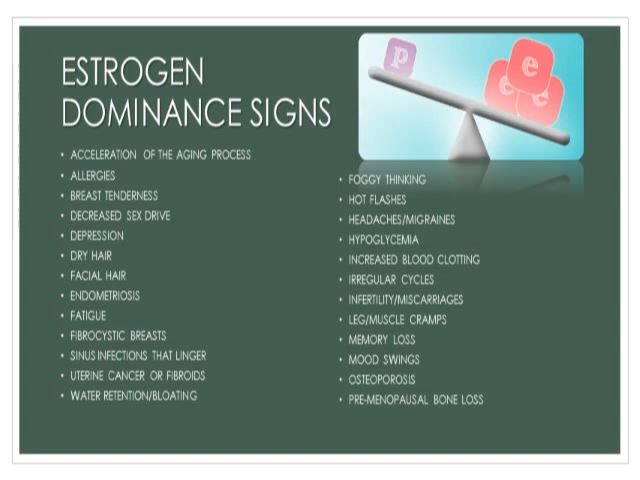 ESTROGEN
DOMINANCE SIGNS
p
e
e
e
• ACCELERATION OF THE AGING PROCESS
• ALLERGIES
• BREAST TENDERNESS
• DECREASED SEX DRIVE
• DEPRESSION
• DRY HAIR
• FACIAL HAIR
• ENDOMETRIOSIS
• FATIGUE
• FIBROCYSTIC BREASTS
• SINUS INFECTIONS THAT LINGER
• UTERINE CANCER OR FIBROIDS
• WATER RETENTION/BLOATING
• FOGGY THINKING
• HOT FLASHES
• HEADACHES/MIGRAINES
• HYPOGLYCEMIA
• INCREASED BLOOD CLOTTING
• IRREGULAR CYCLES
• INFERTILITY/MISCARRIAGES
• LEG/MUSCLE CRAMPS
• MEMORY LOSS
• MOOD SWINGS
• OSTEOPOROSIS
• PRE-MENOPAUSAL BONE LOSS